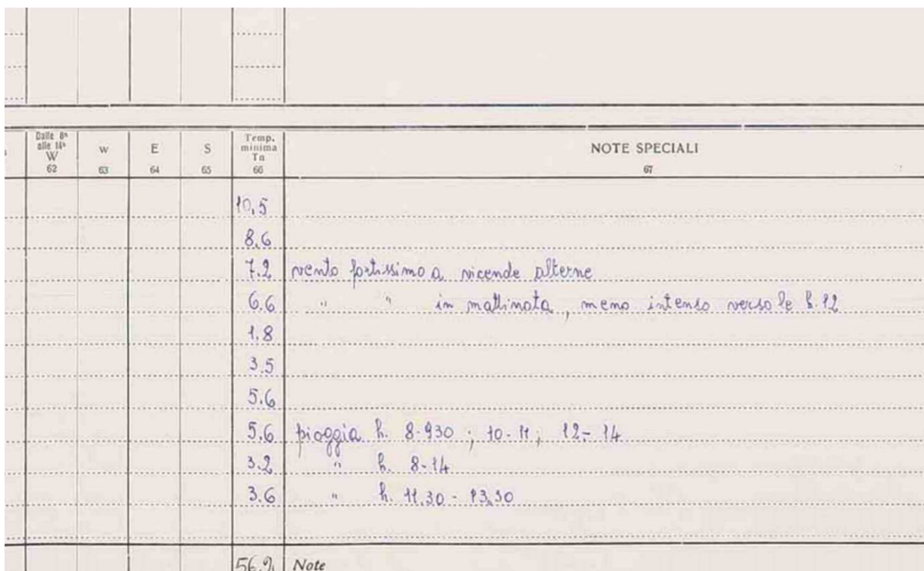 Dalle 8h alle 14h W W E S Temp. minima Tn NOTE SPECIALI
62 63 64 65 66 67
10,5
8.6
7.2 vento fortissimo a vicende alterne
6.6 " " in mattinata, meno intenso verso le h. 12
1.8
3.5
5.6
5.6 pioggia h. 8-930 ; 10-11 ; 12-14
3.2 " h. 8-14
3.6 " h. 11.30 - 13.30
Note